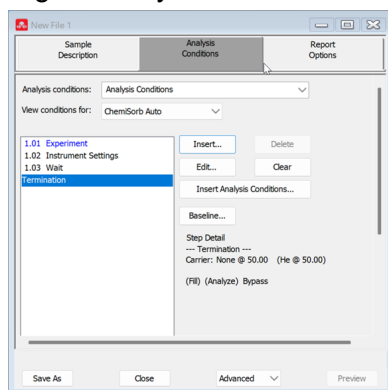 New File 1
Sample Description
Analysis Conditions
Report Options
Analysis conditions: Analysis Conditions
View conditions for: ChemiSorb Auto
1.01 Experiment
1.02 Instrument Settings
1.03 Wait
Termination
Insert... Delete
Edit... Clear
Insert Analysis Conditions...
Baseline...
Step Detail
--- Termination ---
Carrier: None @ 50.00 (He @ 50.00)
(Fill) (Analyze) Bypass
Save As Close Advanced Preview